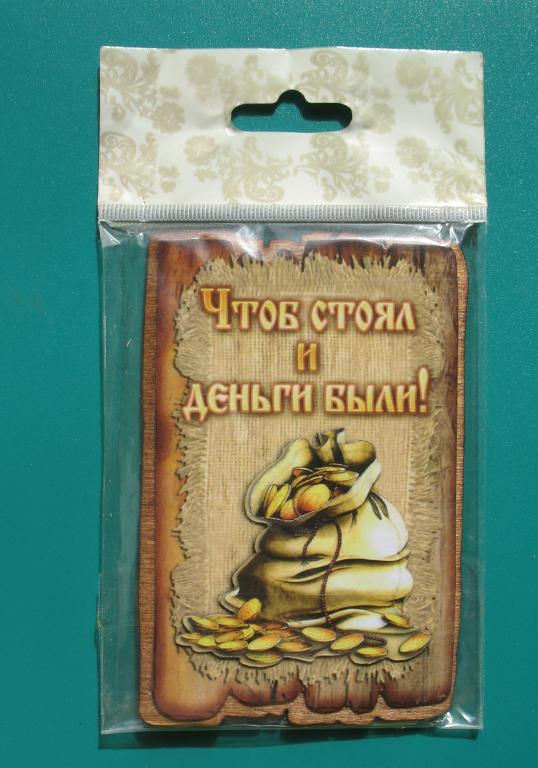 Чтоб стоял
и
деньги были!